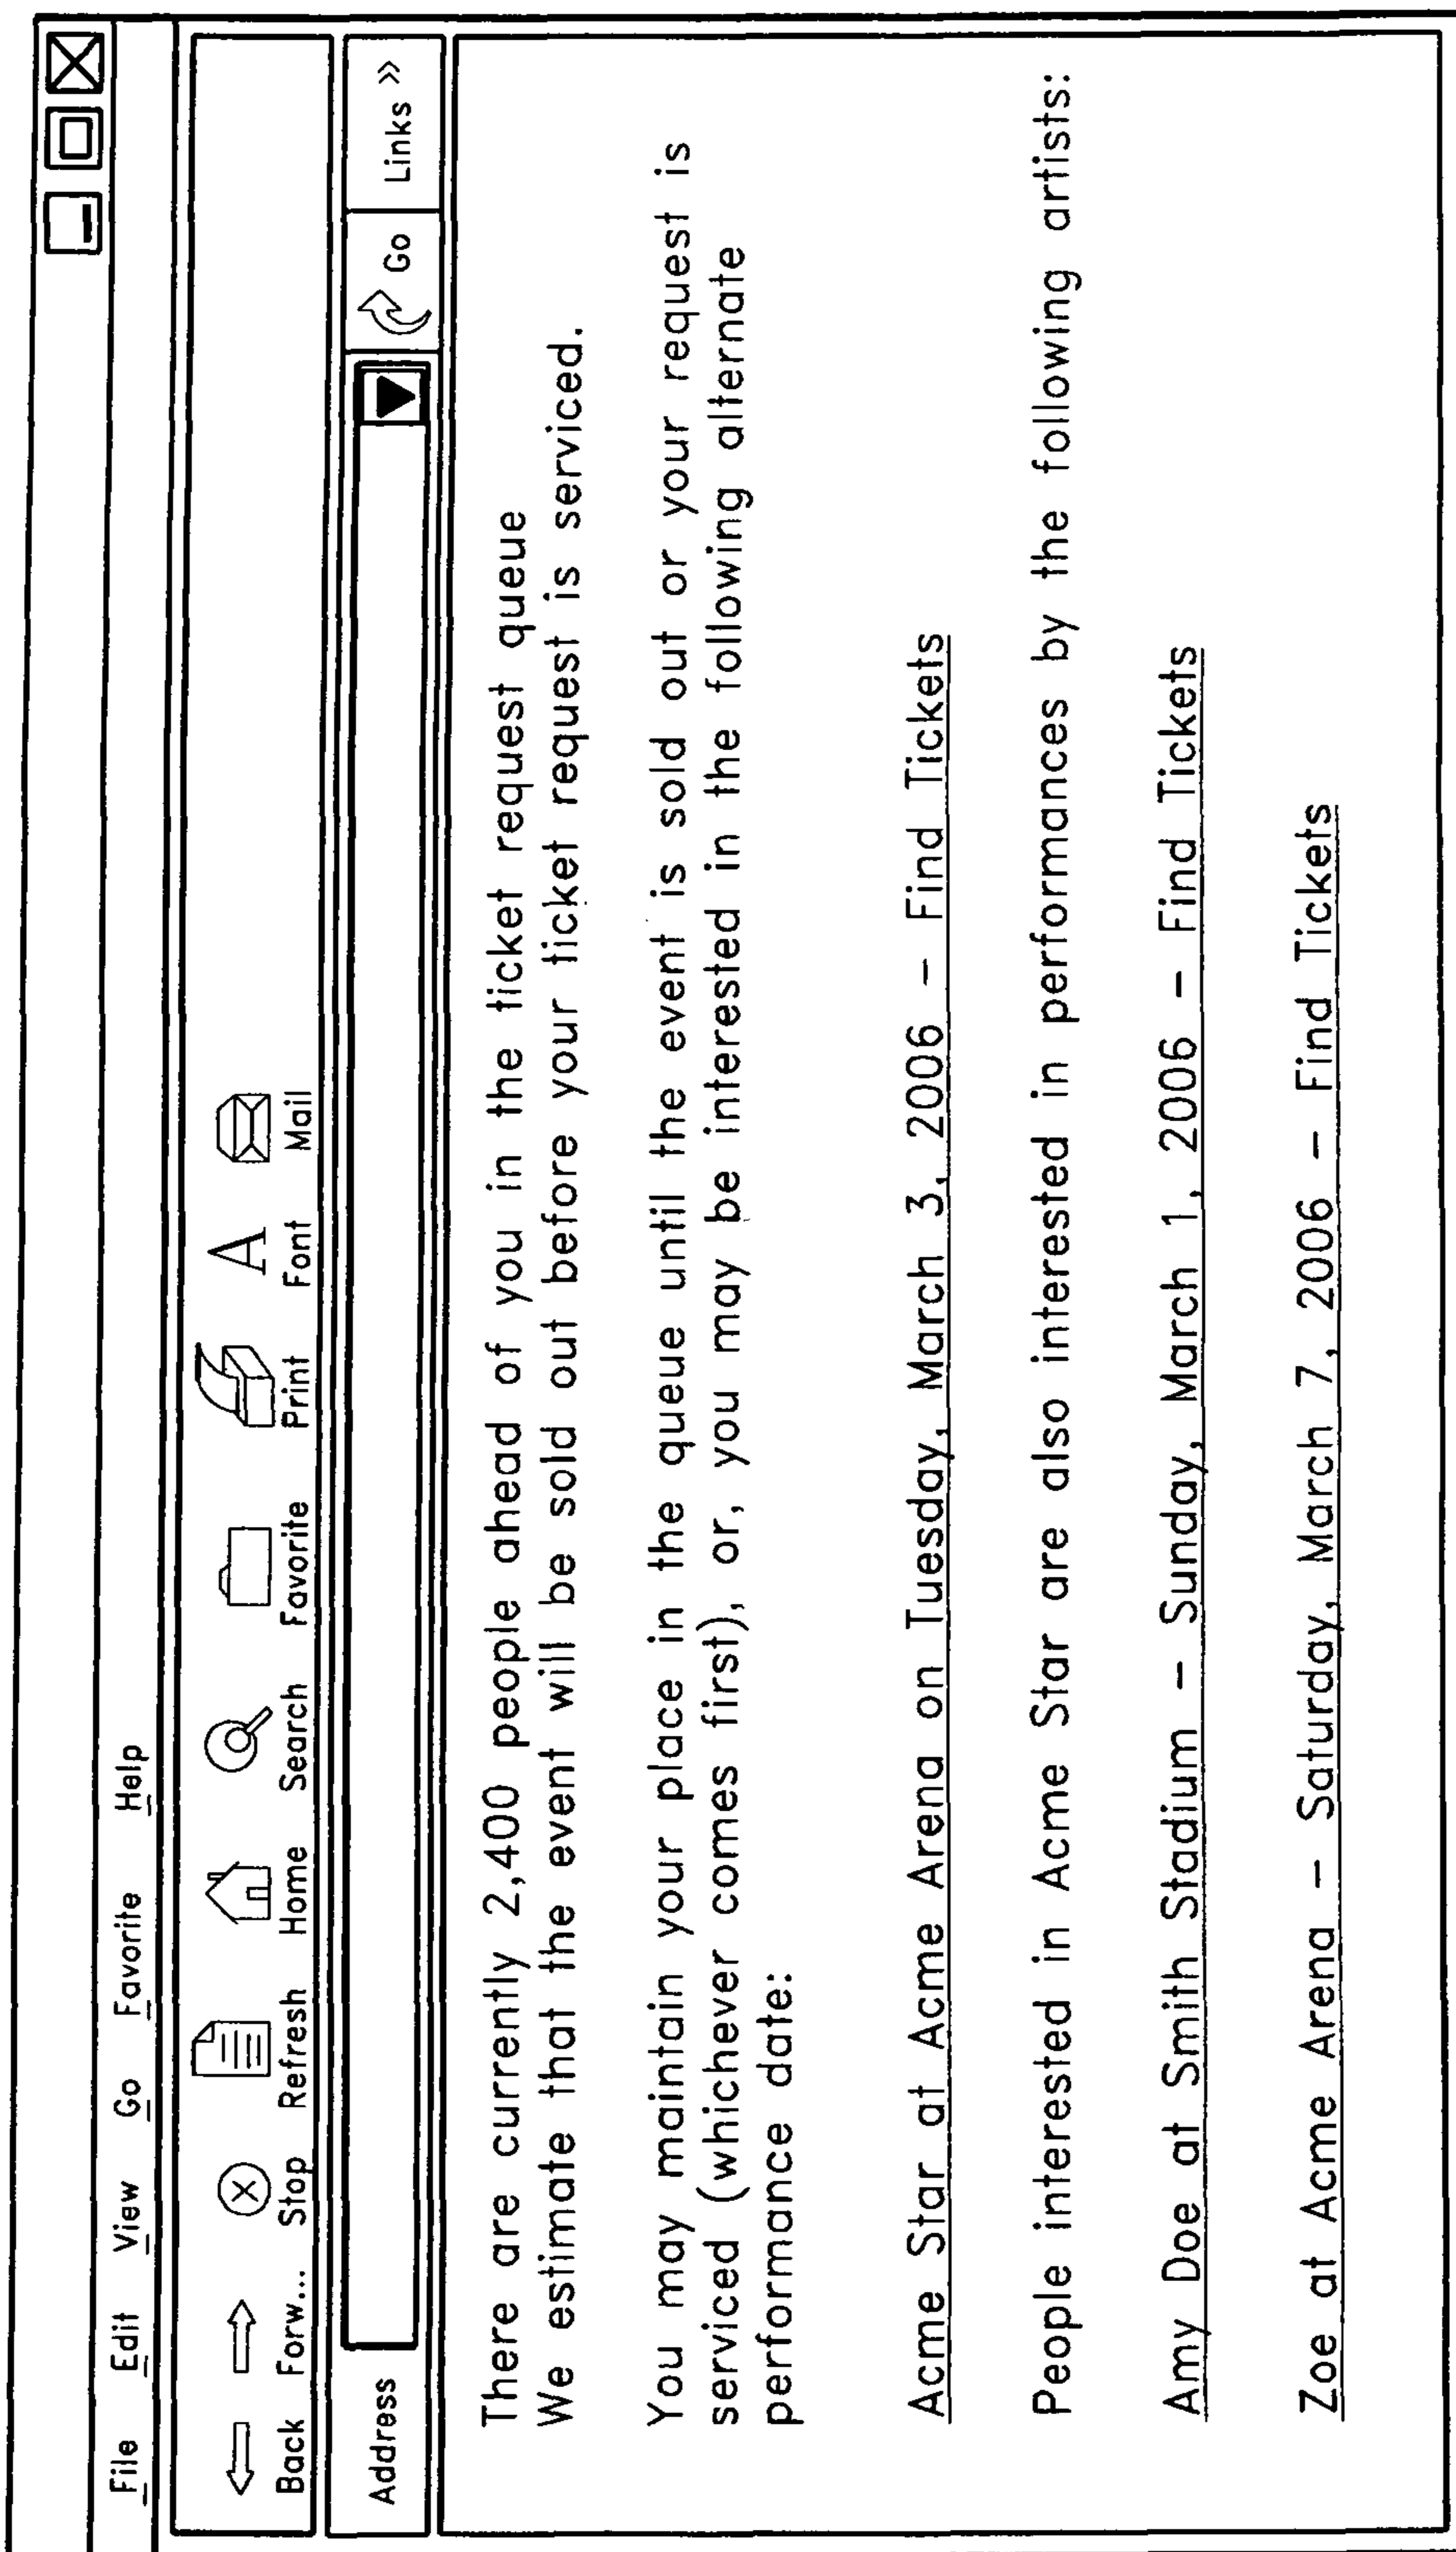 File Edit View Go Favorite Help
Back Forw... Stop Refresh Home Search Favorite Print Font Mail
Address Go Links >>
There are currently 2,400 people ahead of you in the ticket request queue
We estimate that the event will be sold out before your ticket request is serviced.
You may maintain your place in the queue until the event is sold out or your request is
serviced (whichever comes first), or, you may be interested in the following alternate
performance date:
Acme Star at Acme Arena on Tuesday, March 3, 2006 – Find Tickets
People interested in Acme Star are also interested in performances by the following artists:
Amy Doe at Smith Stadium – Sunday, March 1, 2006 – Find Tickets
Zoe at Acme Arena – Saturday, March 7, 2006 – Find Tickets